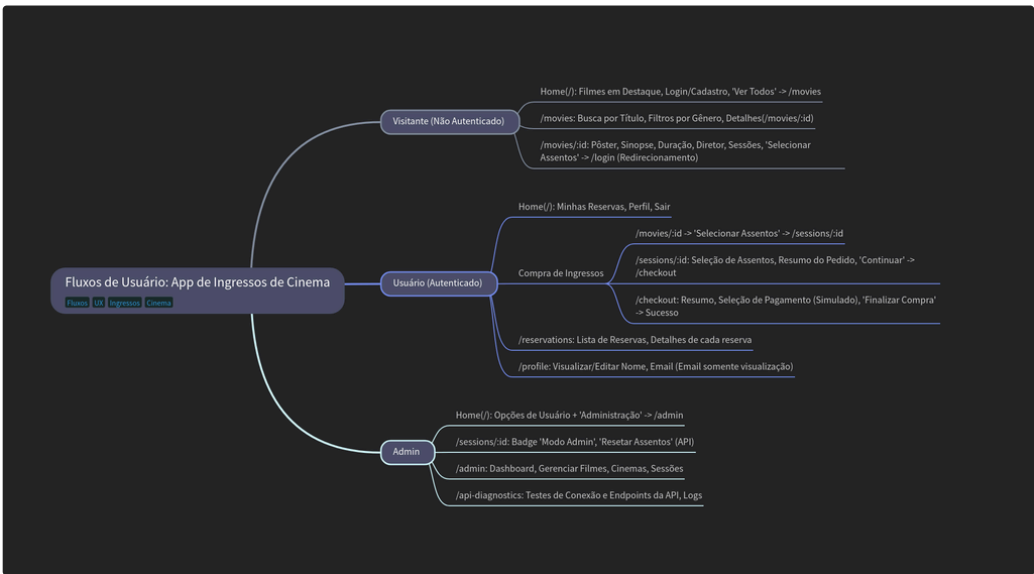 Fluxos de Usuário: App de Ingressos de Cinema
Fluxos UX Ingressos Cinema
Visitante (Não Autenticado)
Home(/): Filmes em Destaque, Login/Cadastro, 'Ver Todos' -> /movies
/movies: Busca por Título, Filtros por Gênero, Detalhes(/movies/:id)
/movies/:id: Pôster, Sinopse, Duração, Diretor, Sessões, 'Selecionar
Assentos' -> /login (Redirecionamento)
Usuário (Autenticado)
Home(/): Minhas Reservas, Perfil, Sair
Compra de Ingressos
/movies/:id -> 'Selecionar Assentos' -> /sessions/:id
/sessions/:id: Seleção de Assentos, Resumo do Pedido, 'Continuar' ->
/checkout
/checkout: Resumo, Seleção de Pagamento (Simulado), 'Finalizar Compra'
-> Sucesso
/reservations: Lista de Reservas, Detalhes de cada reserva
/profile: Visualizar/Editar Nome, Email (Email somente visualização)
Admin
Home(/): Opções de Usuário + 'Administração' -> /admin
/sessions/:id: Badge 'Modo Admin', 'Resetar Assentos' (API)
/admin: Dashboard, Gerenciar Filmes, Cinemas, Sessões
/api-diagnostics: Testes de Conexão e Endpoints da API, Logs